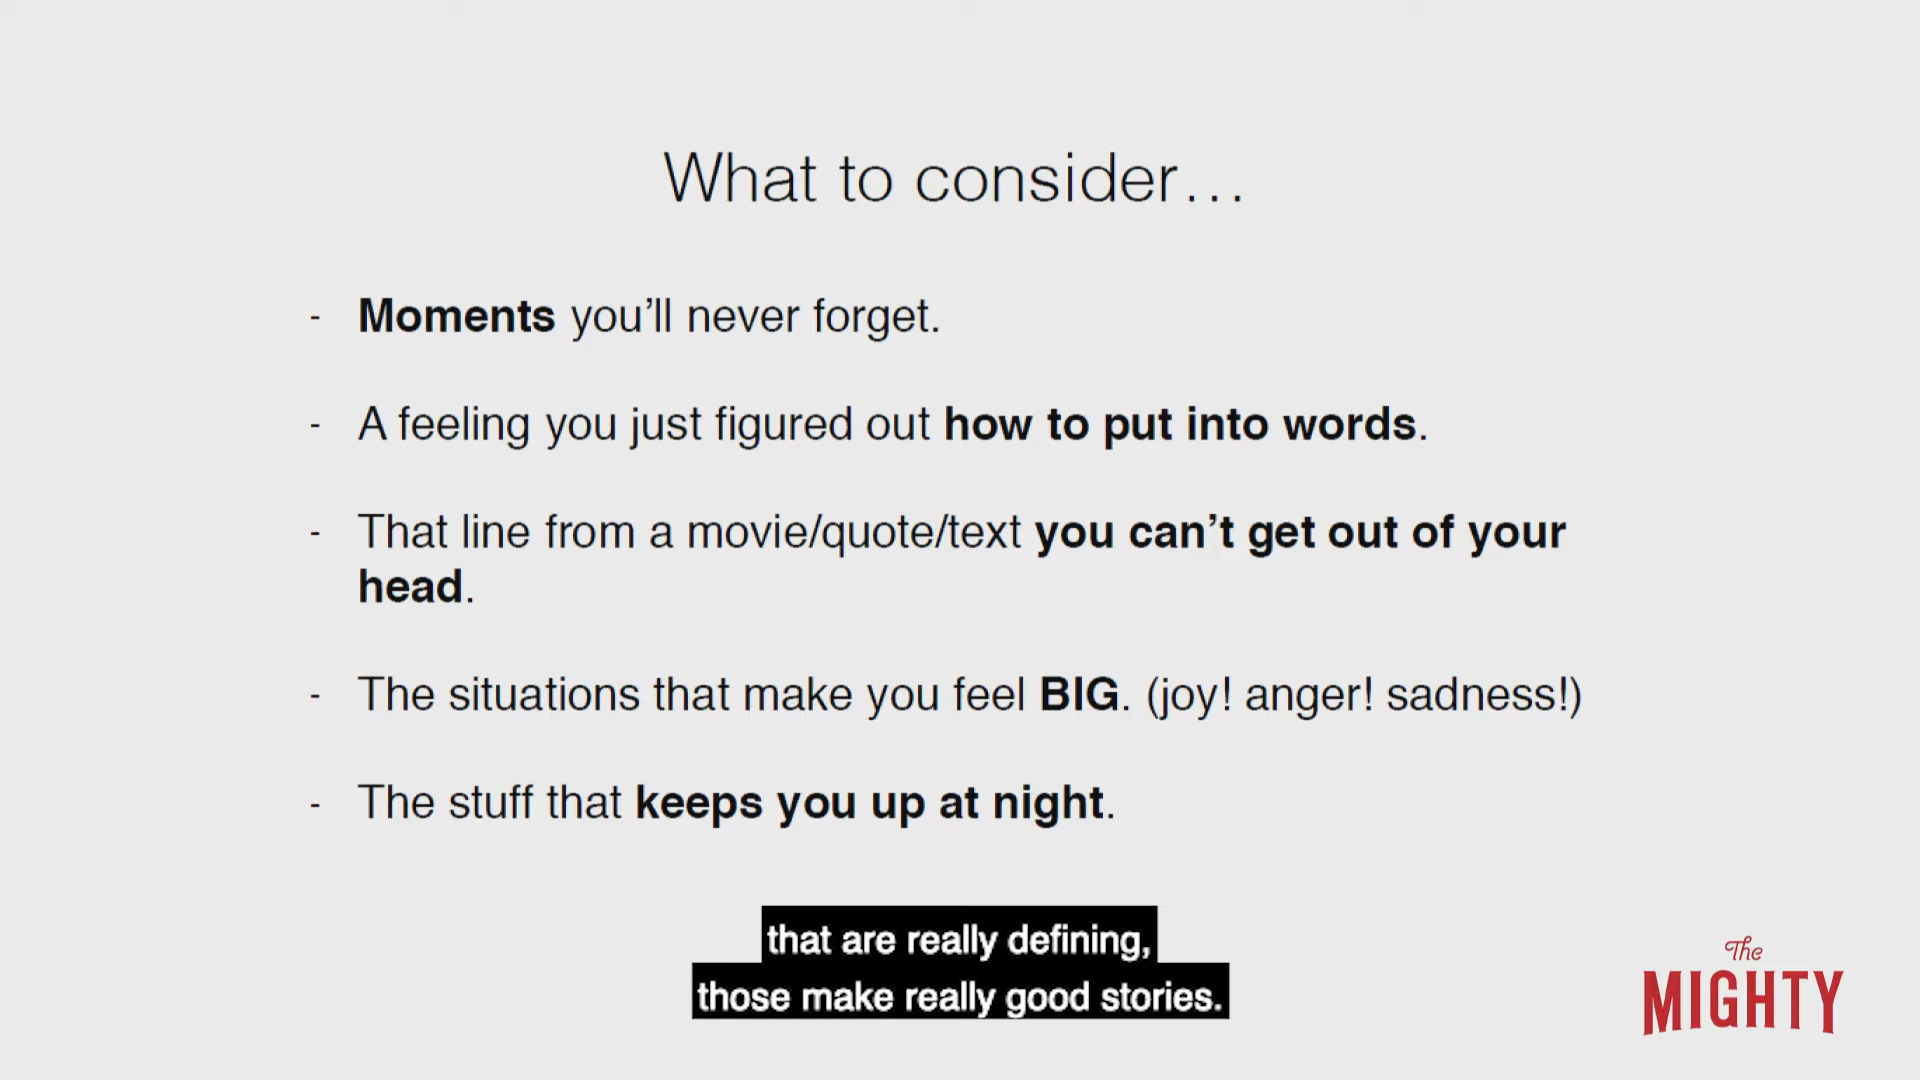 What to consider…
- Moments you’ll never forget.
- A feeling you just figured out how to put into words.
- That line from a movie/quote/text you can’t get out of your
head.
- The situations that make you feel BIG. (joy! anger! sadness!)
- The stuff that keeps you up at night.
that are really defining,
those make really good stories.
The
MIGHTY